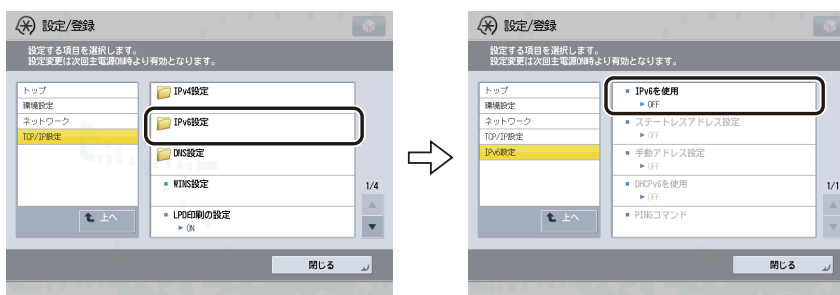 設定/登録
設定する項目を選択します。
設定変更は次回主電源ON時より有効となります。
トップ
環境設定
ネットワーク
TCP/IP設定
上へ
IPv4設定
IPv6設定
DNS設定
WINS設定
LPD印刷の設定
ON
1/4
閉じる
設定/登録
設定する項目を選択します。
設定変更は次回主電源ON時より有効となります。
トップ
環境設定
ネットワーク
TCP/IP設定
IPv6設定
上へ
IPv6を使用
OFF
ステートレスアドレス設定
OFF
手動アドレス設定
OFF
DHCPv6を使用
OFF
PINGコマンド
1/1
閉じる